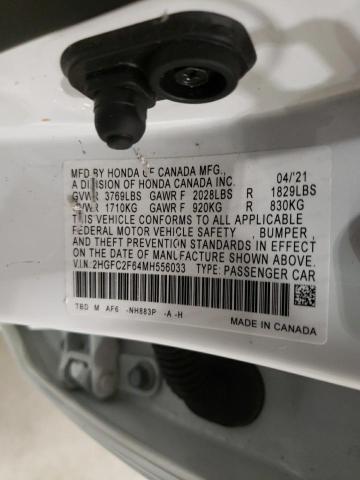 MFD BY HONDA OF CANADA MFG., 04/'21
A DIVISION OF HONDA CANADA INC.
GVWR 3769LBS GAWR F 2028LBS R 1829LBS
GVWR 1710KG GAWR F 920KG R 830KG
THIS VEHICLE CONFORMS TO ALL APPLICABLE
FEDERAL MOTOR VEHICLE SAFETY , BUMPER ,
AND THEFT PREVENTION STANDARDS IN EFFECT
ON THE DATE OF MANUFACTURE SHOWN ABOVE.
V.I.N. 2HGFC2F64MH556033 TYPE: PASSENGER CAR
TBD M AF6 -NH883P -A -H
MADE IN CANADA